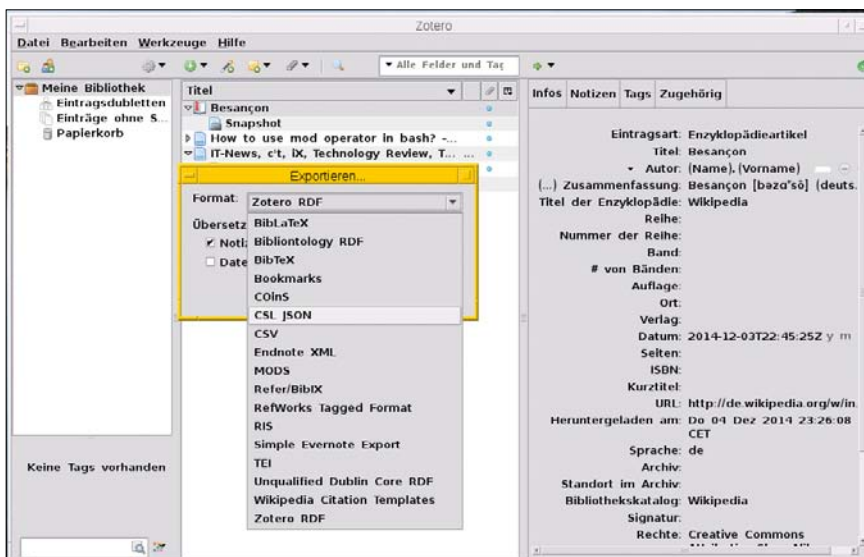 Zotero
Datei Bearbeiten Werkzeuge Hilfe
Alle Felder und Tag
Meine Bibliothek
Eintragsdubletten
Einträge ohne S...
Papierkorb
Keine Tags vorhanden
Titel
Besançon
Snapshot
How to use mod operator in bash? -...
IT-News, c't, iX, Technology Review, T... ...
Exportieren...
Format: Zotero RDF
Übersetz
Notiz
Date
BibLaTeX
Bibliontology RDF
BibTeX
Bookmarks
COinS
CSL JSON
CSV
Endnote XML
MODS
Refer/BibIX
RefWorks Tagged Format
RIS
Simple Evernote Export
TEI
Unqualified Dublin Core RDF
Wikipedia Citation Templates
Zotero RDF
Infos Notizen Tags Zugehörig
Eintragsart: Enzyklopädieartikel
Titel: Besançon
Autor: (Name), (Vorname)
(...) Zusammenfassung: Besançon (deuts.
Titel der Enzyklopädie: Wikipedia
Reihe:
Nummer der Reihe:
Band:
# von Bänden:
Auflage:
Ort:
Verlag:
Datum: 2014-12-03T22:45:25Z y m
Seiten:
ISBN:
Kurztitel:
URL: http://de.wikipedia.org/w/in.
Heruntergeladen am: Do 04 Dez 2014 23:26:08
CET
Sprache: de
Archiv:
Standort im Archiv:
Bibliothekskatalog: Wikipedia
Signatur:
Rechte: Creative Commons